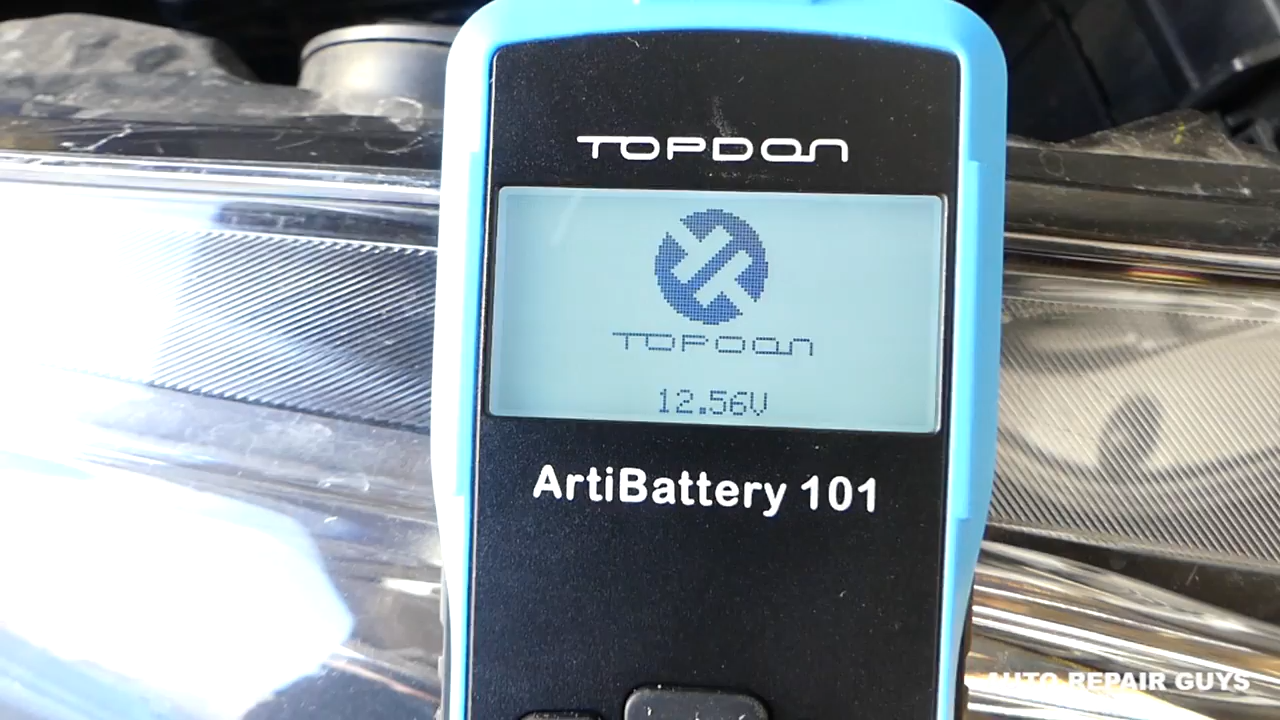 TOPDON
TOPDON
12.56V
ArtiBattery 101
AUTO REPAIR GUYS